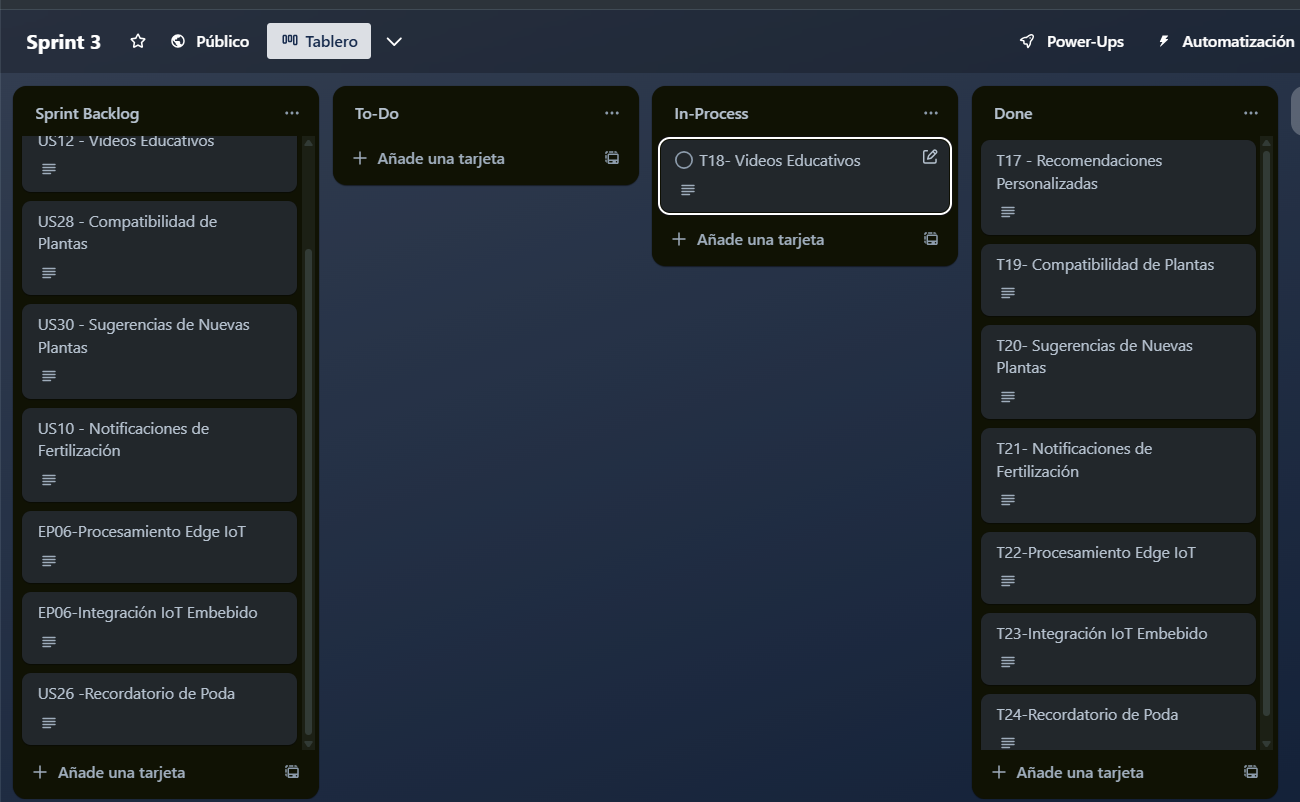 Sprint 3
Público
Tablero
Power-Ups
Automatización
Sprint Backlog
US12 - Videos Educativos
US28 - Compatibilidad de
Plantas
US30 - Sugerencias de Nuevas
Plantas
US10 - Notificaciones de
Fertilización
EP06-Procesamiento Edge IoT
EP06-Integración IoT Embebido
US26 -Recordatorio de Poda
Añade una tarjeta
To-Do
Añade una tarjeta
In-Process
T18- Videos Educativos
Añade una tarjeta
Done
T17 - Recomendaciones
Personalizadas
T19- Compatibilidad de Plantas
T20- Sugerencias de Nuevas
Plantas
T21- Notificaciones de
Fertilización
T22-Procesamiento Edge IoT
T23-Integración IoT Embebido
T24-Recordatorio de Poda
Añade una tarjeta